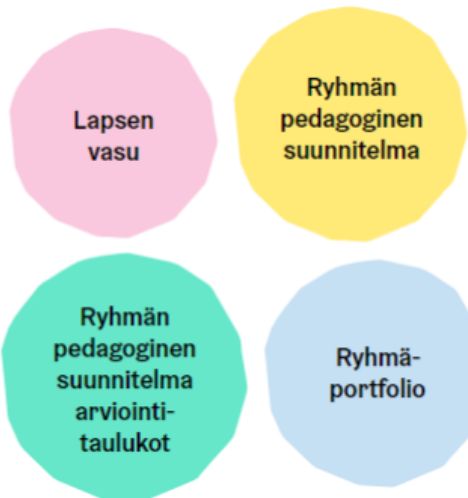 Lapsen
vasu
Ryhmän
pedagoginen
suunnitelma
Ryhmän
pedagoginen
suunnitelma
arviointi-
taulukot
Ryhmä-
portfolio